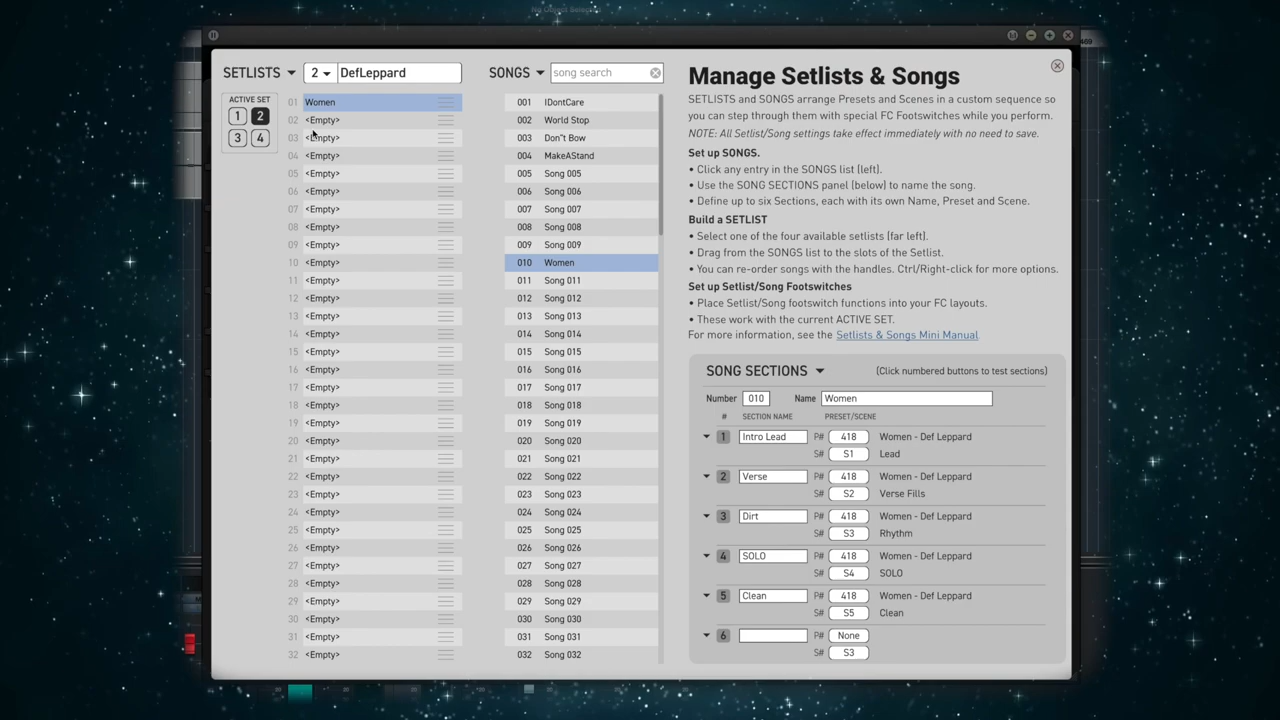 SETLISTS
2
DefLeppard
ACTIVE SET
1 2
3 4
01 Women
02 <Empty>
03 <Empty>
04 <Empty>
05 <Empty>
06 <Empty>
07 <Empty>
08 <Empty>
09 <Empty>
10 <Empty>
11 <Empty>
12 <Empty>
13 <Empty>
14 <Empty>
15 <Empty>
16 <Empty>
17 <Empty>
18 <Empty>
19 <Empty>
20 <Empty>
21 <Empty>
22 <Empty>
23 <Empty>
24 <Empty>
25 <Empty>
26 <Empty>
27 <Empty>
28 <Empty>
29 <Empty>
30 <Empty>
31 <Empty>
32 <Empty>
SONGS
song search
001 IDontCare
002 World Stop
003 Don"t Bow
004 MakeAStand
005 Song 005
006 Song 006
007 Song 007
008 Song 008
009 Song 009
010 Women
011 Song 011
012 Song 012
013 Song 013
014 Song 014
015 Song 015
016 Song 016
017 Song 017
018 Song 018
019 Song 019
020 Song 020
021 Song 021
022 Song 022
023 Song 023
024 Song 024
025 Song 025
026 Song 026
027 Song 027
028 Song 028
029 Song 029
030 Song 030
031 Song 031
032 Song 032
Manage Setlists & Songs
SETLISTS and SONGS arrange Presets and Scenes in a custom sequence so
you can step through them with special FC Footswitches while you perform.
NOTE: All Setlist/Song settings take effect immediately with no need to save.
Set up SONGS.
• Click any entry in the SONGS list (left).
• Use the SONG SECTIONS panel (below) to name the song.
• Define up to six Sections, each with its own Name, Preset and Scene.
Build a SETLIST
• Select one of the four available setlists (far left).
• Drag from the SONGS list to the slots of the Setlist.
• You can re-order songs with the handles. Ctrl/Right-click for more options.
Set up Setlist/Song Footswitches
• Place Setlist/Song footswitch functions into your FC layouts.
• These work with the current ACTIVE SET.
For more information, see the Setlists & Songs Mini Manual
SONG SECTIONS (Click numbered buttons to test sections)
Number 010 Name Women
# SECTION NAME PRESET/SCENE
Intro Lead P# 418 Women - Def Leppard
S# S1
Verse P# 418 Women - Def Leppard
S# S2 Verse Fills
Dirt P# 418 Women - Def Leppard
S# S3 Rhythm
SOLO P# 418 Women - Def Leppard
S# S4 SOLO
Clean P# 418 Women - Def Leppard
S# S5 Clean
P# None
S# S3